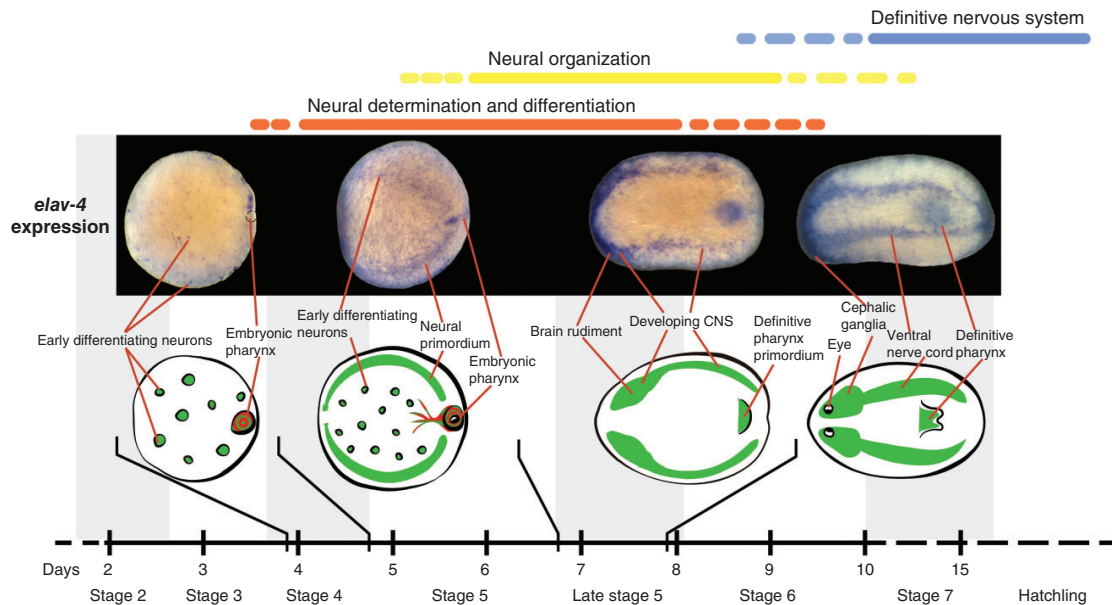 Definitive nervous system
Neural organization
Neural determination and differentiation
elav-4
expression
Early differentiating neurons
Embryonic
pharynx
Early differentiating
neurons
Neural
primordium
Embryonic
pharynx
Brain rudiment
Developing CNS
Definitive
pharynx
primordium
Cephalic
ganglia
Eye
Ventral
nerve cord
Definitive
pharynx
Days 2 3 4 5 6 7 8 9 10 15
Stage 2 Stage 3 Stage 4 Stage 5 Late stage 5 Stage 6 Stage 7 Hatchling